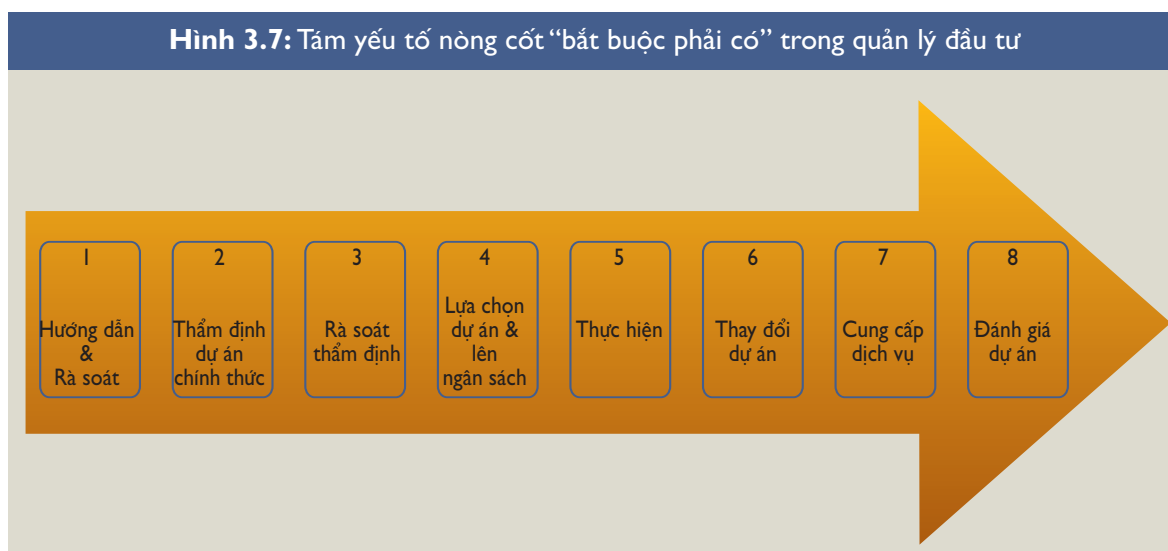 Hình 3.7: Tám yếu tố nòng cốt “bắt buộc phải có” trong quản lý đầu tư
1
Hướng dẫn
&
Rà soát
2
Thẩm định
dự án
chính thức
3
Rà soát
thẩm định
4
Lựa chọn
dự án &
lên
ngân sách
5
Thực hiện
6
Thay đổi
dự án
7
Cung cấp
dịch vụ
8
Đánh giá
dự án